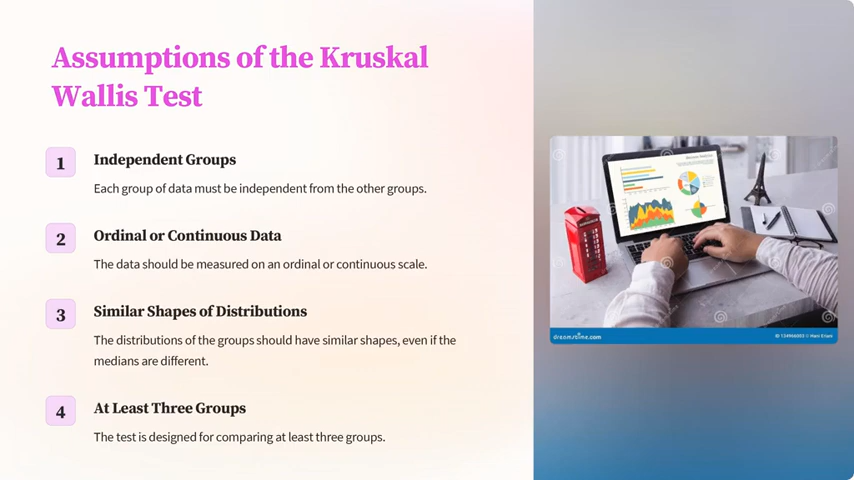 Assumptions of the Kruskal
Wallis Test
1
Independent Groups
Each group of data must be independent from the other groups.
2
Ordinal or Continuous Data
The data should be measured on an ordinal or continuous scale.
3
Similar Shapes of Distributions
The distributions of the groups should have similar shapes, even if the
medians are different.
4
At Least Three Groups
The test is designed for comparing at least three groups.
dreamstime.com